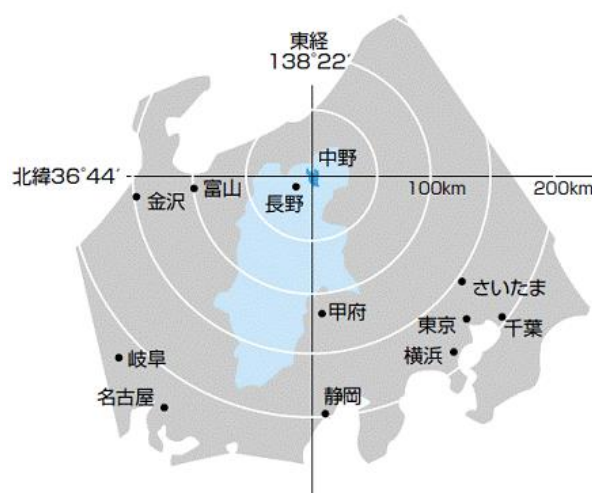 東経
138°22′
中野
北緯36°44′
100km
200km
富山
金沢
長野
さいたま
甲府
東京
千葉
横浜
岐阜
名古屋
静岡